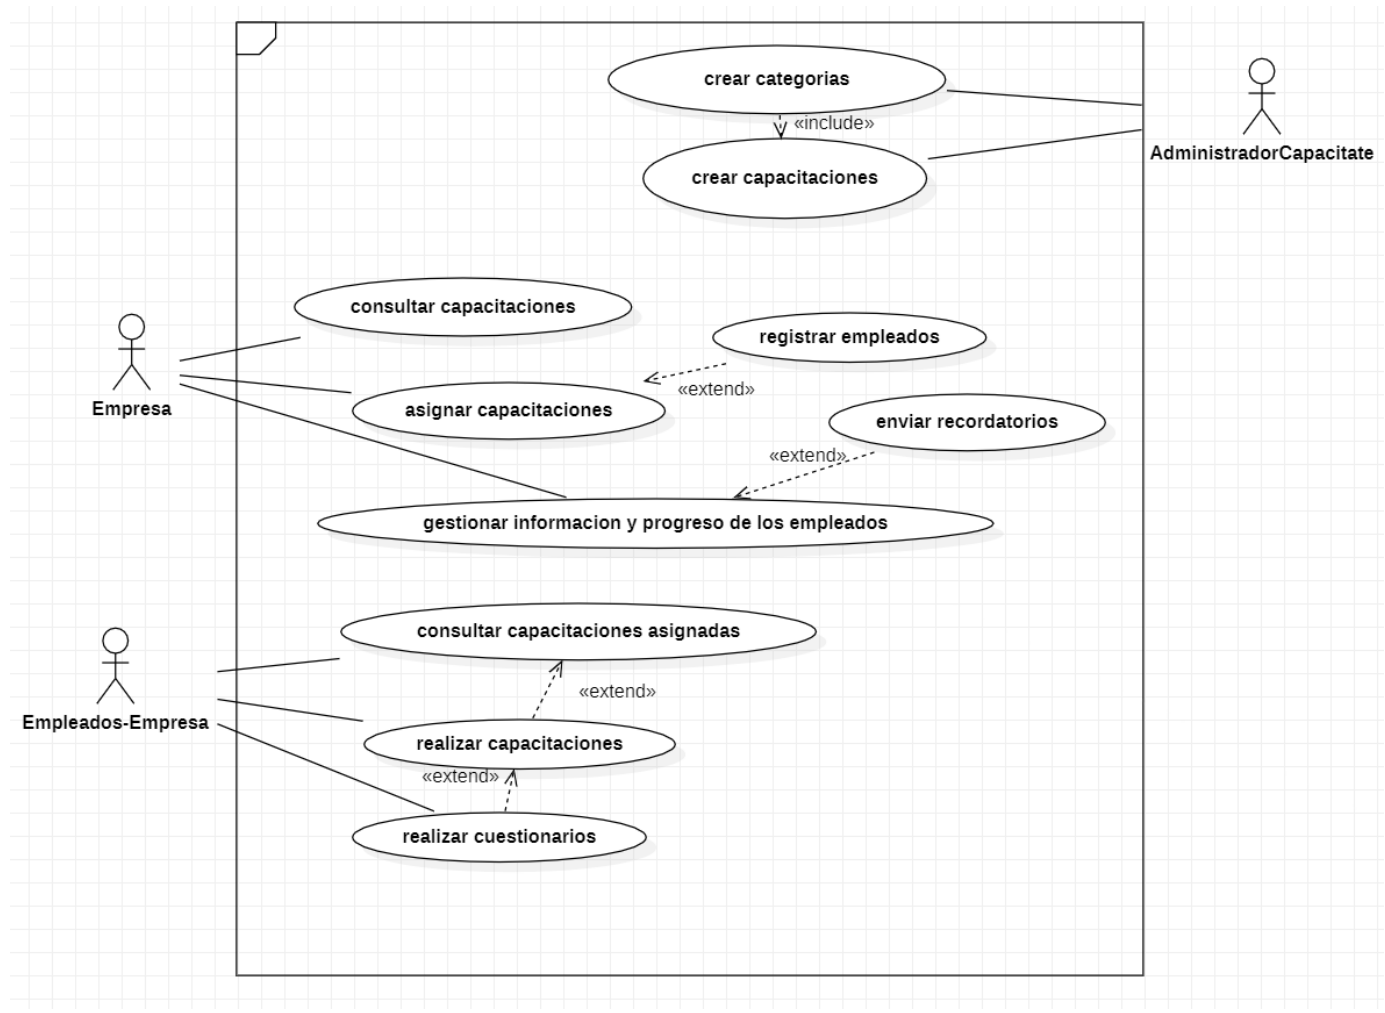 crear categorias
«include»
AdministradorCapacitate
crear capacitaciones
consultar capacitaciones
registrar empleados
«extend»
Empresa
asignar capacitaciones
enviar recordatorios
«extend»
gestionar informacion y progreso de los empleados
consultar capacitaciones asignadas
«extend»
Empleados-Empresa
realizar capacitaciones
«extend»
realizar cuestionarios